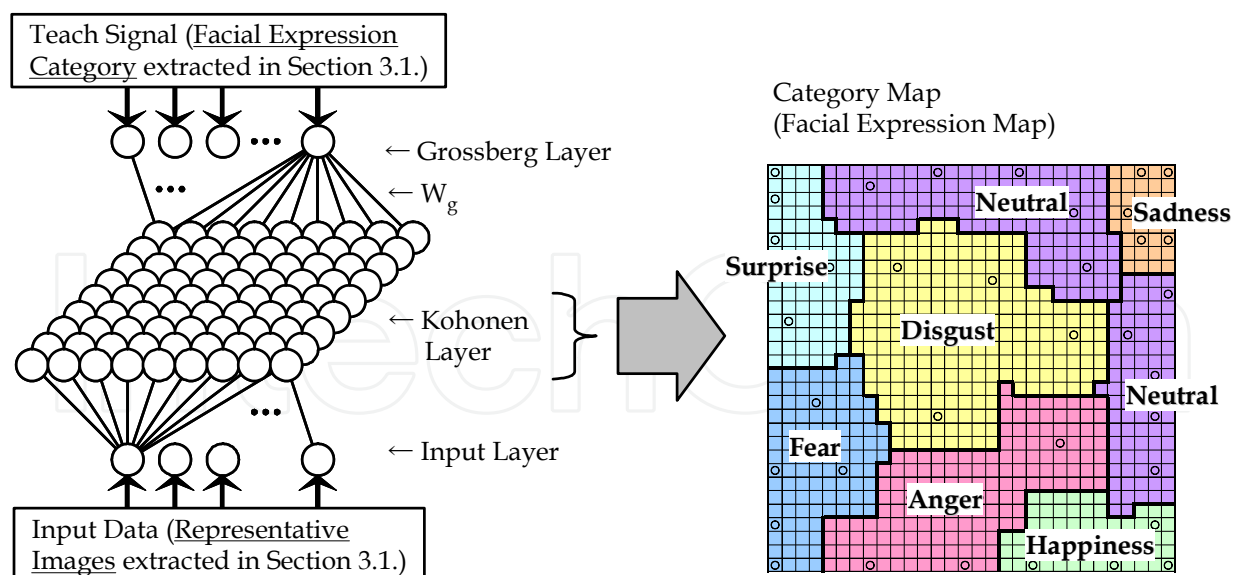 Teach Signal (Facial Expression
Category extracted in Section 3.1.)
← Grossberg Layer
← Wg
← Kohonen
Layer
← Input Layer
Input Data (Representative
Images extracted in Section 3.1.)
Category Map
(Facial Expression Map)
Neutral
Sadness
Surprise
Disgust
Neutral
Fear
Anger
Happiness